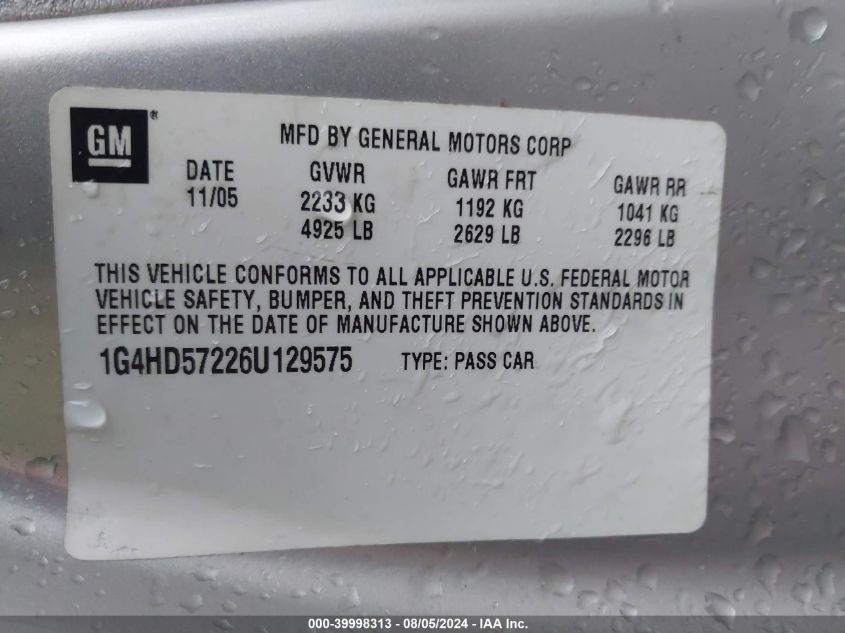 GM ®
MFD BY GENERAL MOTORS CORP
DATE GVWR GAWR FRT GAWR RR
11/05 2233 KG 1192 KG 1041 KG
4925 LB 2629 LB 2296 LB
THIS VEHICLE CONFORMS TO ALL APPLICABLE U.S. FEDERAL MOTOR
VEHICLE SAFETY, BUMPER, AND THEFT PREVENTION STANDARDS IN
EFFECT ON THE DATE OF MANUFACTURE SHOWN ABOVE.
1G4HD57226U129575 TYPE: PASS CAR
000-39998313 - 08/05/2024 - IAA Inc.